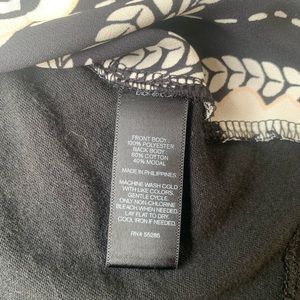 FRONT BODY
100% POLYESTER
BACK BODY
60% COTTON
40% MODAL
MADE IN PHILIPPINES
MACHINE WASH COLD
WITH LIKE COLORS.
GENTLE CYCLE.
ONLY NON-CHLORINE
BLEACH WHEN NEEDED.
LAY FLAT TO DRY.
COOL IRON IF NEEDED.
RN# 55285